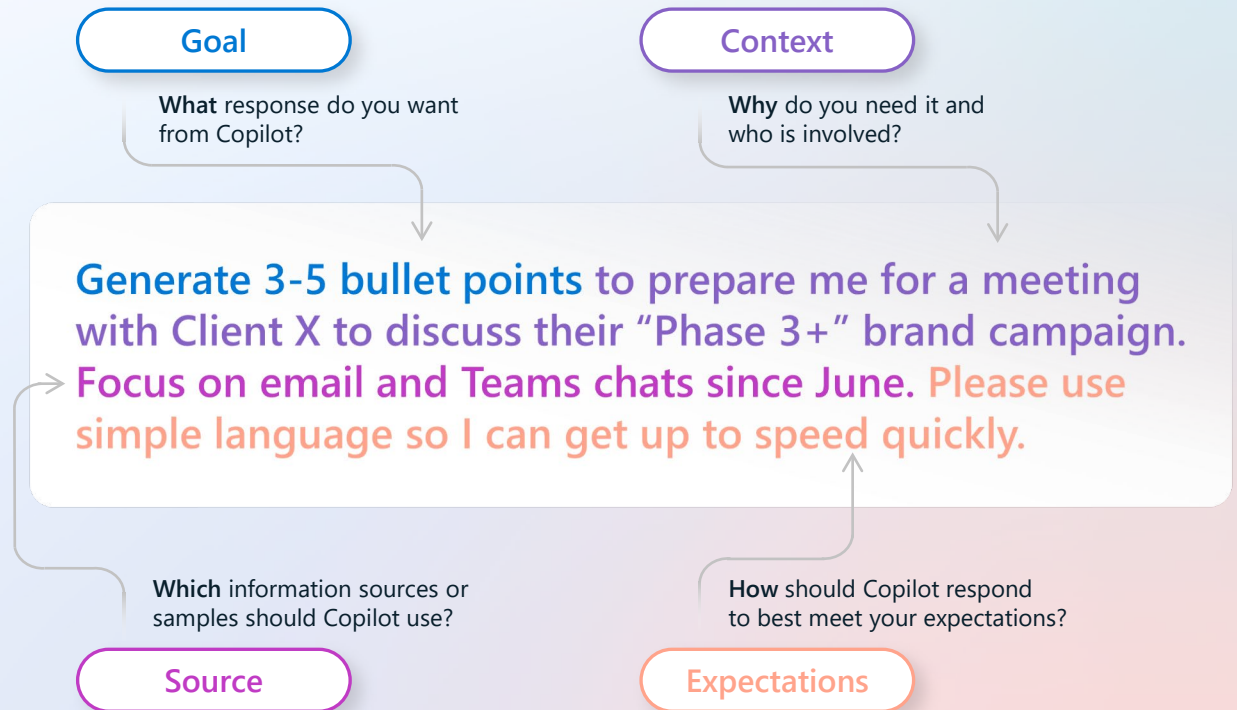 Goal
Context
What response do you want
from Copilot?
Why do you need it and
who is involved?
Generate 3-5 bullet points to prepare me for a meeting
with Client X to discuss their “Phase 3+” brand campaign.
Focus on email and Teams chats since June. Please use
simple language so I can get up to speed quickly.
Which information sources or
samples should Copilot use?
How should Copilot respond
to best meet your expectations?
Source
Expectations